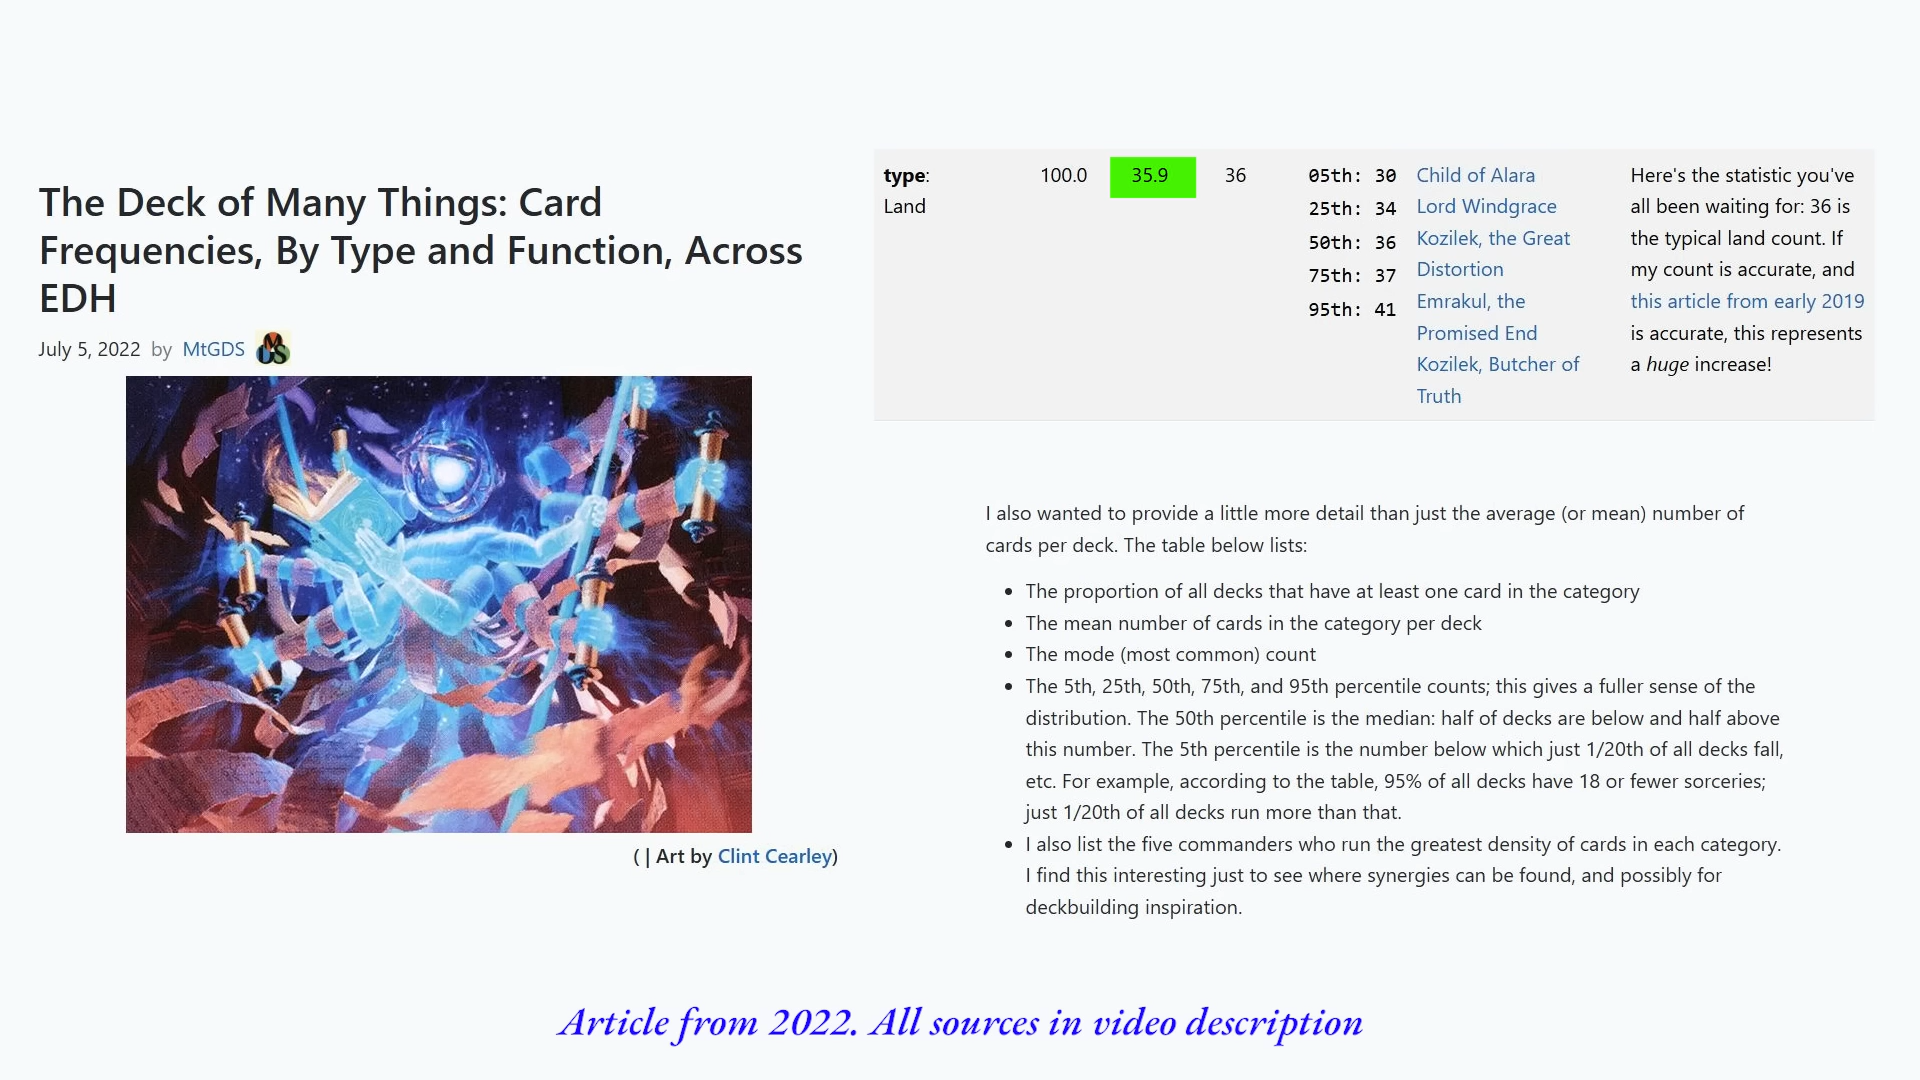 The Deck of Many Things: Card
Frequencies, By Type and Function, Across
EDH
July 5, 2022 by MtGDS
( | Art by Clint Cearley)
type:
Land
100.0
35.9
36
05th: 30
25th: 34
50th: 36
75th: 37
95th: 41
Child of Alara
Lord Windgrace
Kozilek, the Great
Distortion
Emrakul, the
Promised End
Kozilek, Butcher of
Truth
Here's the statistic you've
all been waiting for: 36 is
the typical land count. If
my count is accurate, and
this article from early 2019
is accurate, this represents
a huge increase!
I also wanted to provide a little more detail than just the average (or mean) number of
cards per deck. The table below lists:
• The proportion of all decks that have at least one card in the category
• The mean number of cards in the category per deck
• The mode (most common) count
• The 5th, 25th, 50th, 75th, and 95th percentile counts; this gives a fuller sense of the
distribution. The 50th percentile is the median: half of decks are below and half above
this number. The 5th percentile is the number below which just 1/20th of all decks fall,
etc. For example, according to the table, 95% of all decks have 18 or fewer sorceries;
just 1/20th of all decks run more than that.
• I also list the five commanders who run the greatest density of cards in each category.
I find this interesting just to see where synergies can be found, and possibly for
deckbuilding inspiration.
Article from 2022. All sources in video description